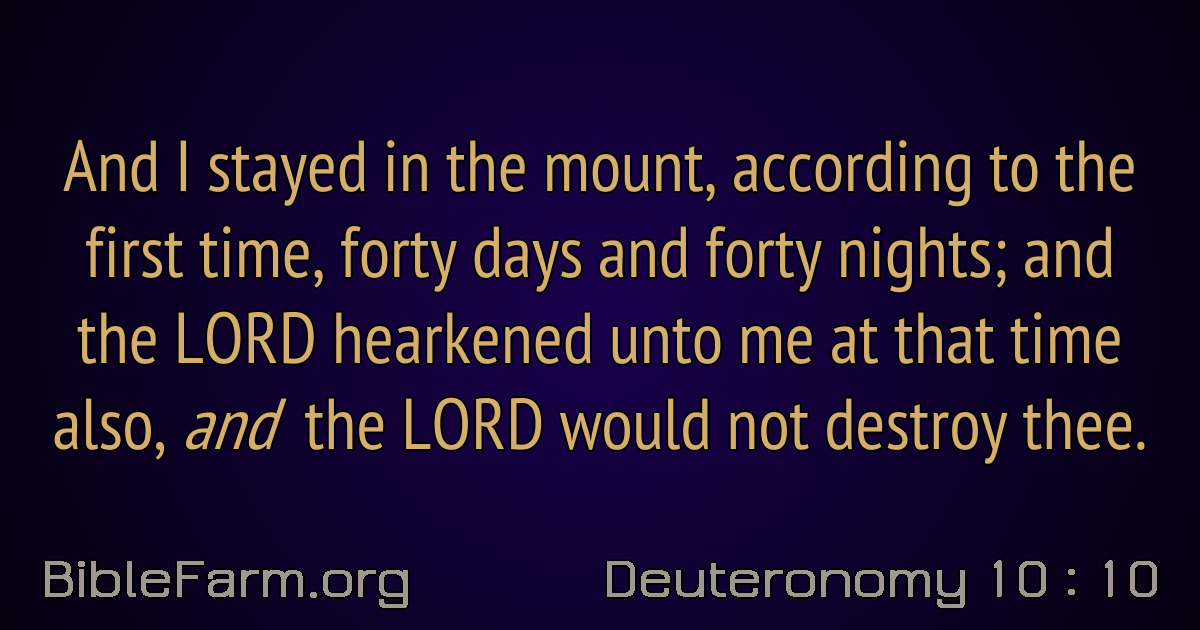 And I stayed in the mount, according to the
first time, forty days and forty nights; and
the LORD hearkened unto me at that time
also, and the LORD would not destroy thee.
BibleFarm.org
Deuteronomy 10 : 10